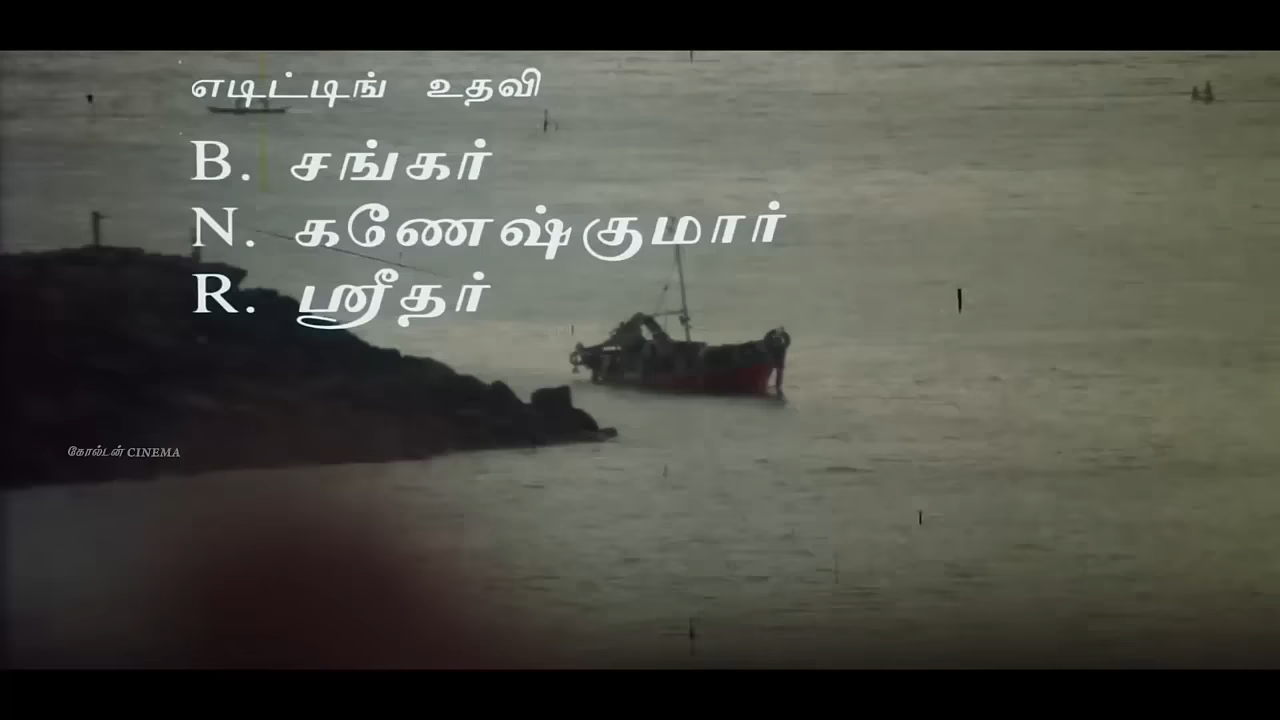 எடிட்டிங் உதவி
B. சங்கர்
N. கணேஷ்குமார்
R. ஸ்ரீதர்
கோல்டன் CINEMA